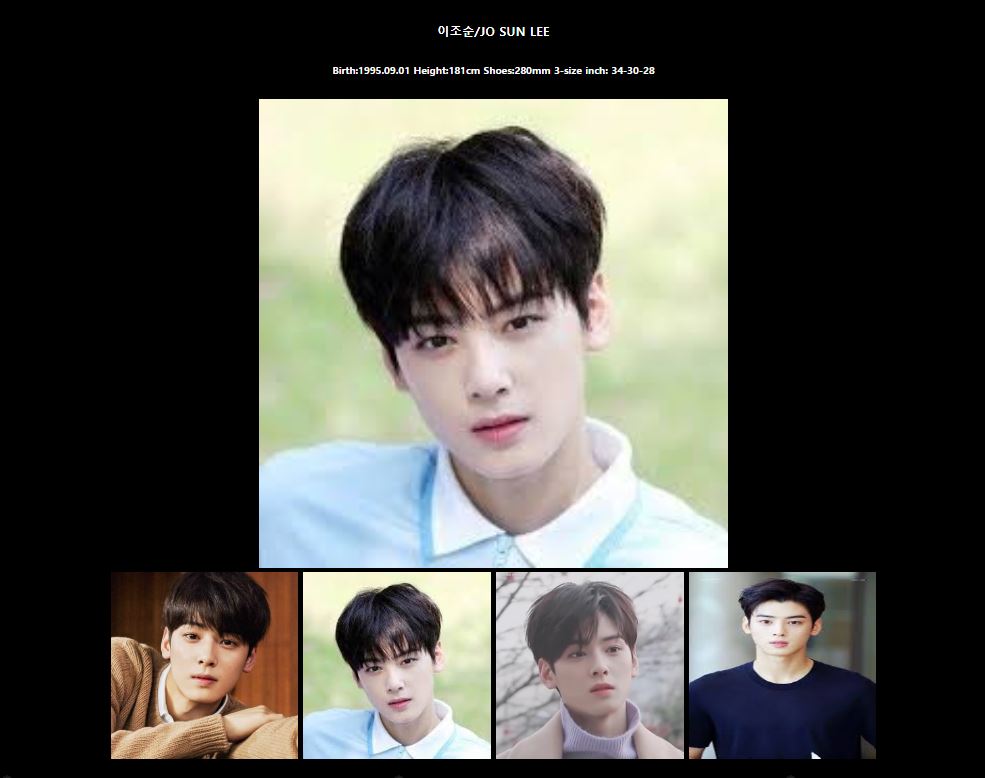 이조순/JO SUN LEE
Birth:1995.09.01 Height:181cm Shoes:280mm 3-size inch: 34-30-28